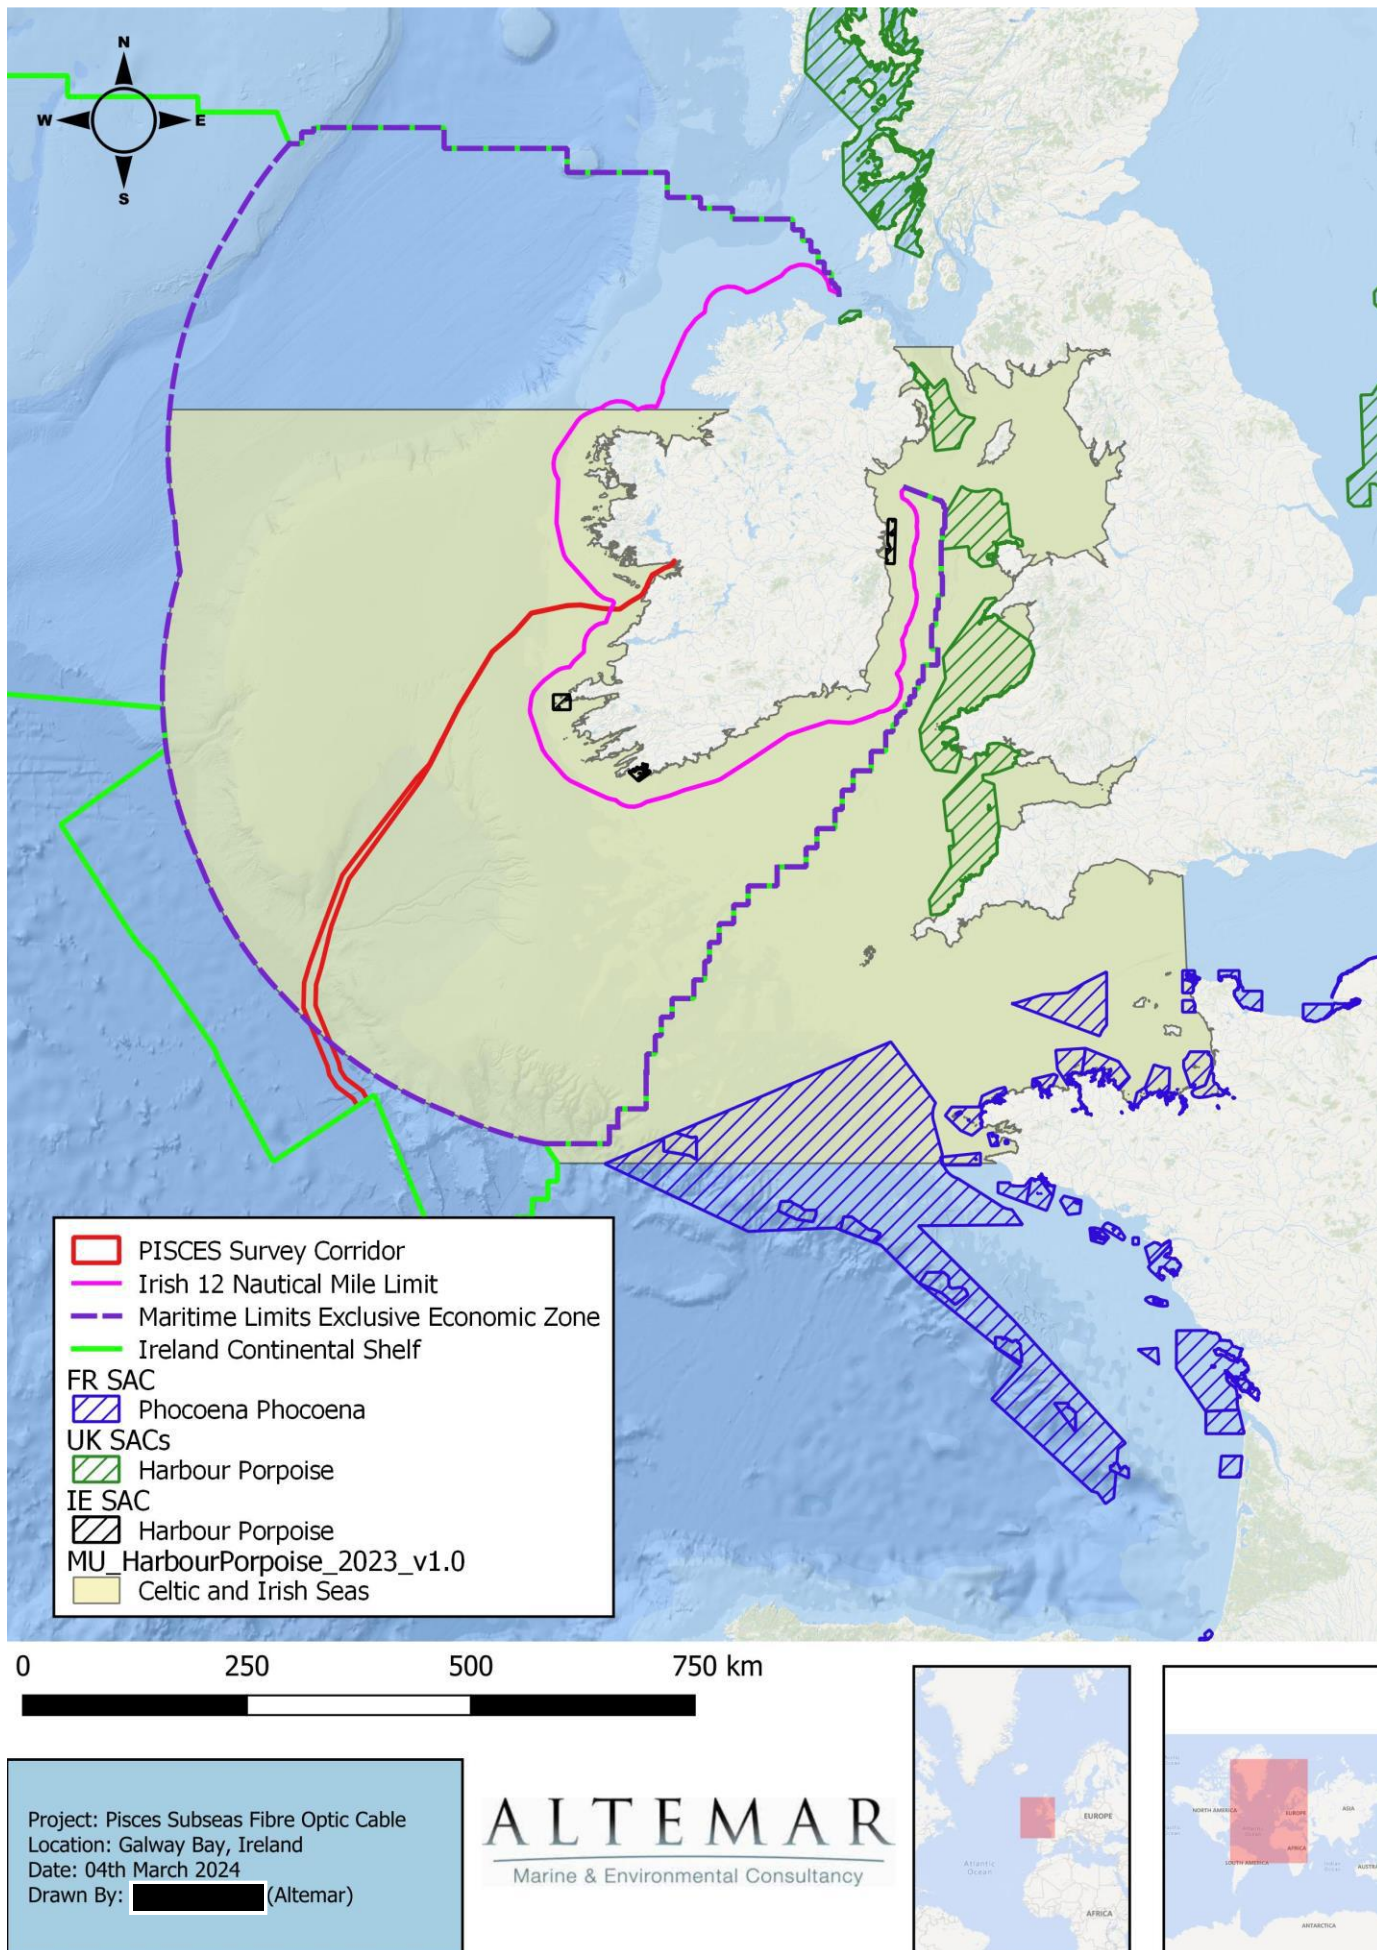 N
W
E
S
PISCES Survey Corridor
Irish 12 Nautical Mile Limit
Maritime Limits Exclusive Economic Zone
Ireland Continental Shelf
FR SAC
Phocoena Phocoena
UK SACs
Harbour Porpoise
IE SAC
Harbour Porpoise
MU_HarbourPorpoise_2023_v1.0
Celtic and Irish Seas
0 250 500 750 km
Project: Pisces Subseas Fibre Optic Cable
Location: Galway Bay, Ireland
Date: 04th March 2024
Drawn By: (Altemar)
ALTEMAR
Marine & Environmental Consultancy
EUROPE
Atlantic
Ocean
AFRICA
NORTH AMERICA
EUROPE
ASIA
AFRICA
SOUTH AMERICA
AUSTRA
ANTARCTICA